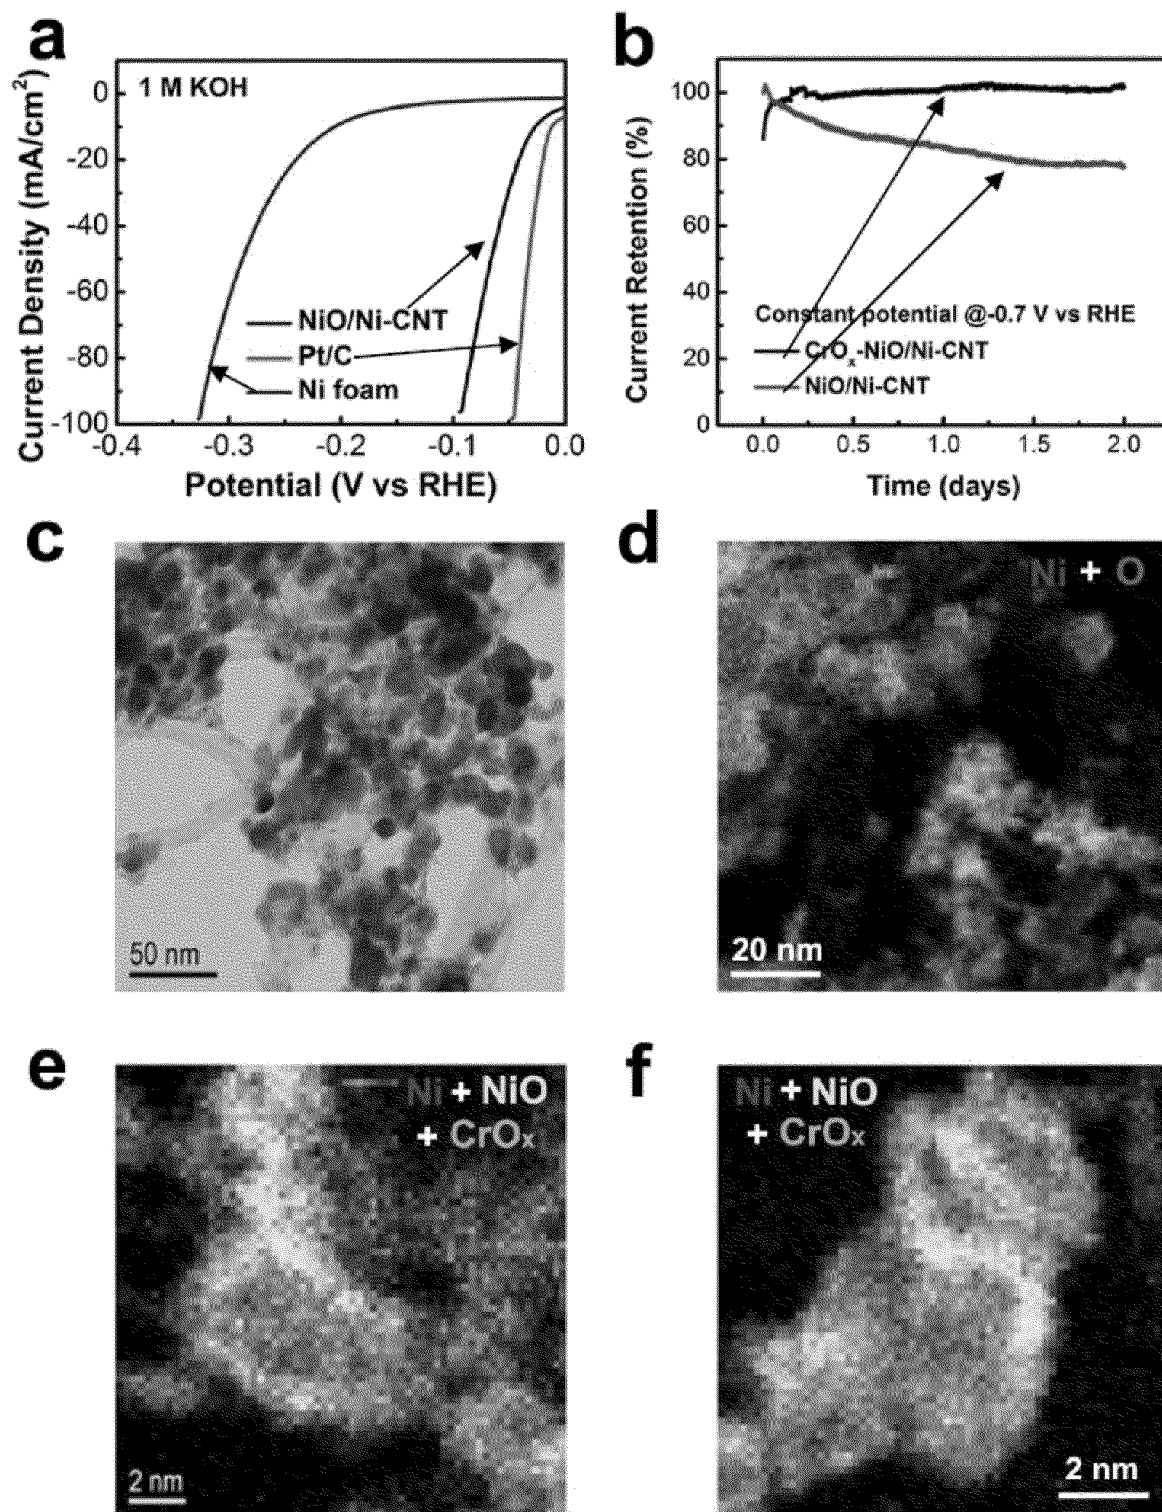 a
1 M KOH
0
-20
-40
-60
-80
-100
Current Density (mA/cm²)
NiO/Ni-CNT
Pt/C
Ni foam
-0.4
-0.3
-0.2
-0.1
0.0
Potential (V vs RHE)
b
100
80
60
40
20
0
Current Retention (%)
Constant potential @-0.7 V vs RHE
CrOₓ-NiO/Ni-CNT
NiO/Ni-CNT
0.0
0.5
1.0
1.5
2.0
Time (days)
c
50 nm
d
Ni + O
20 nm
e
Ni + NiO
+ CrOₓ
2 nm
f
Ni + NiO
+ CrOₓ
2 nm